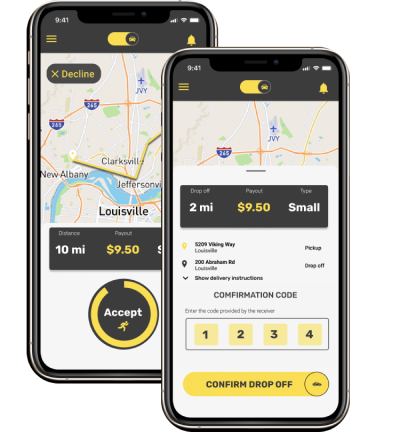 9:41
Decline
265
JVY
265
Clarksvill
New Albany
Jeffersonvi
Louisville
Distance Payout
10 mi $9.50 S
Accept
9:41
JVY
265
Drop off Payout Type
2 mi $9.50 Small
5209 Viking Way
Louisville
Pickup
200 Abraham Rd
Louisville
Drop off
Show delivery instructions
COMFIRMATION CODE
Enter the code provided by the receiver
1 2 3 4
CONFIRM DROP OFF